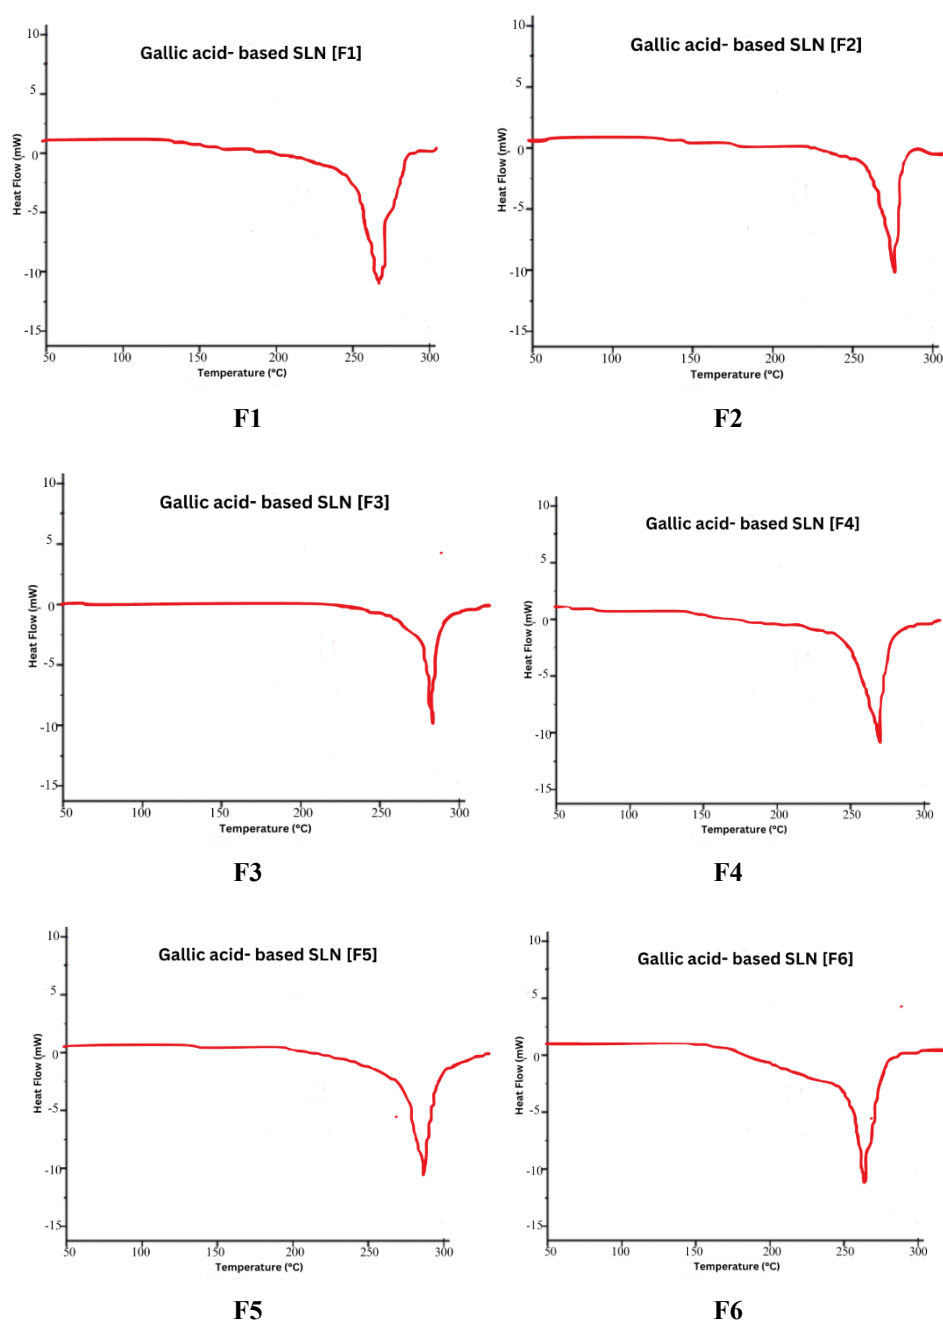 Gallic acid- based SLN [F1]
10
5
0
-5
-10
-15
Heat Flow (mW)
50 100 150 200 250 300
Temperature (ºC)
F1
Gallic acid- based SLN [F2]
10
5
0
-5
-10
-15
Heat Flow (mW)
50 100 150 200 250 300
Temperature (ºC)
F2
Gallic acid- based SLN [F3]
10
5
0
-5
-10
-15
Heat Flow (mW)
50 100 150 200 250 300
Temperature (ºC)
F3
Gallic acid- based SLN [F4]
10
5
0
-5
-10
-15
Heat Flow (mW)
50 100 150 200 250 300
Temperature (ºC)
F4
Gallic acid- based SLN [F5]
10
5
0
-5
-10
-15
Heat Flow (mW)
50 100 150 200 250 300
Temperature (ºC)
F5
Gallic acid- based SLN [F6]
10
5
0
-5
-10
-15
Heat Flow (mW)
50 100 150 200 250 300
Temperature (ºC)
F6